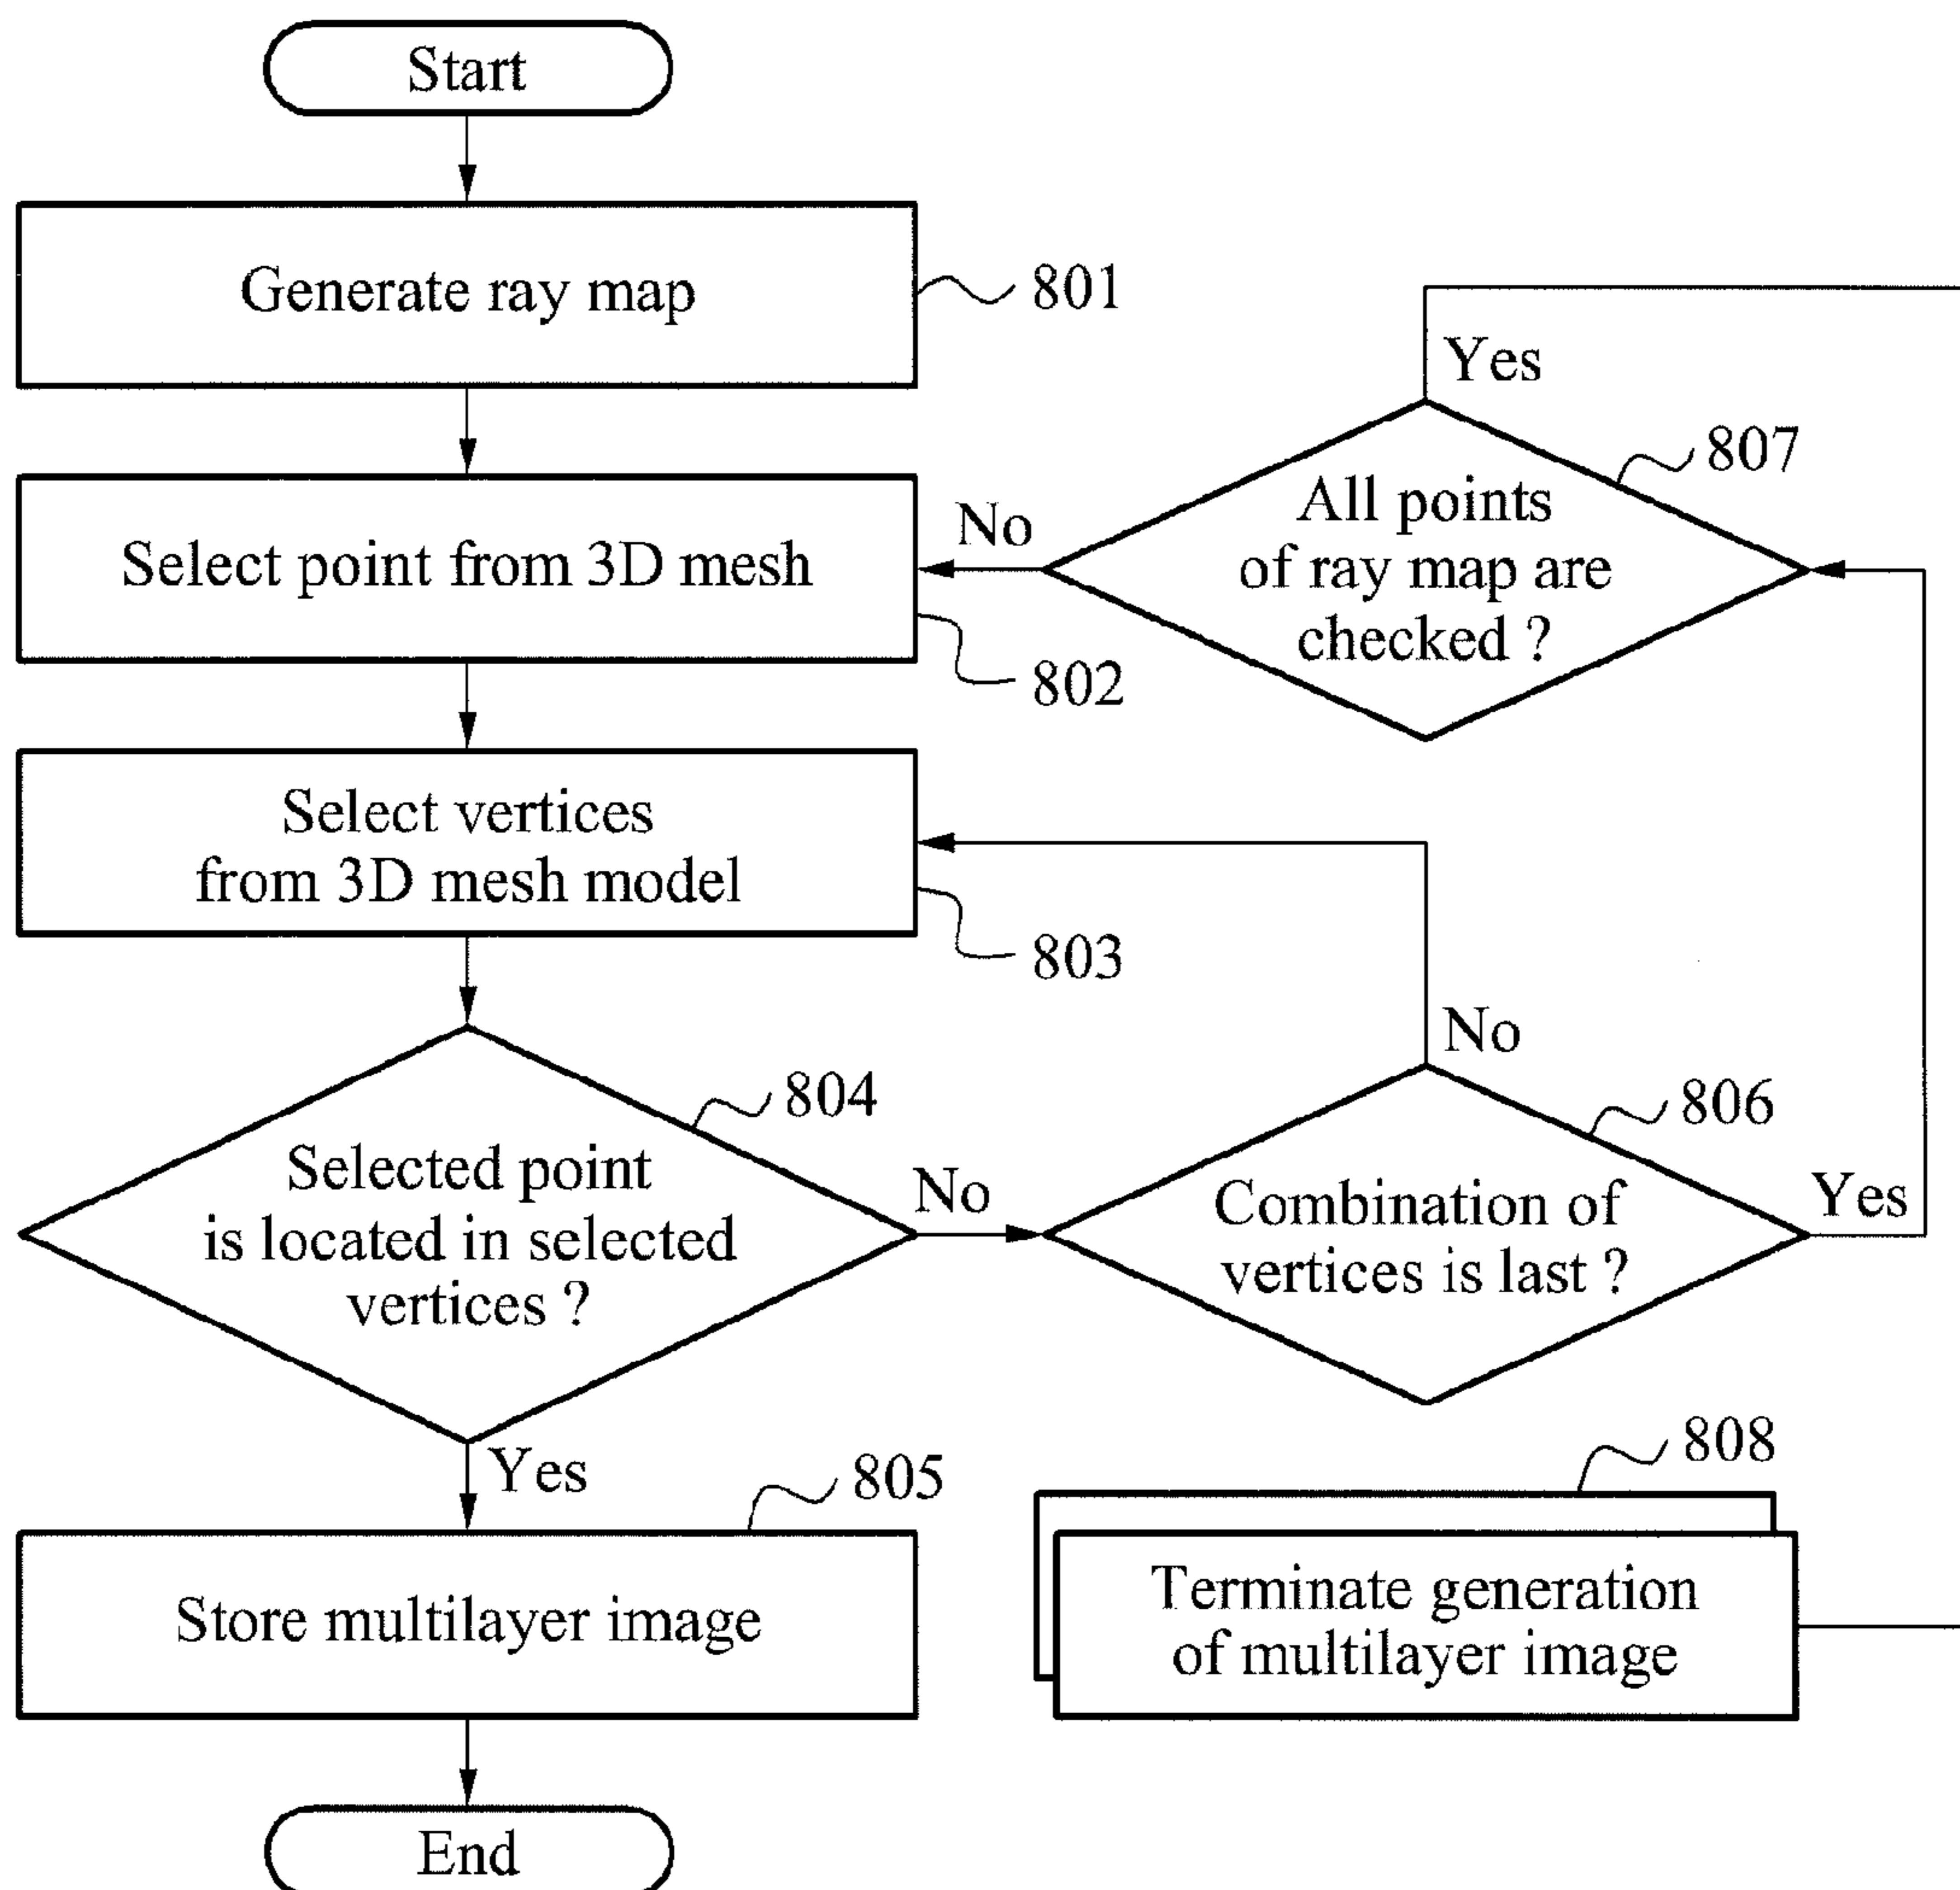 Start
Generate ray map
801
Select point from 3D mesh
802
Select vertices
from 3D mesh model
803
Selected point
is located in selected
vertices ?
804
No
Yes
Store multilayer image
805
End
Combination of
vertices is last ?
806
No
Yes
All points
of ray map are
checked ?
807
No
Yes
Terminate generation
of multilayer image
808